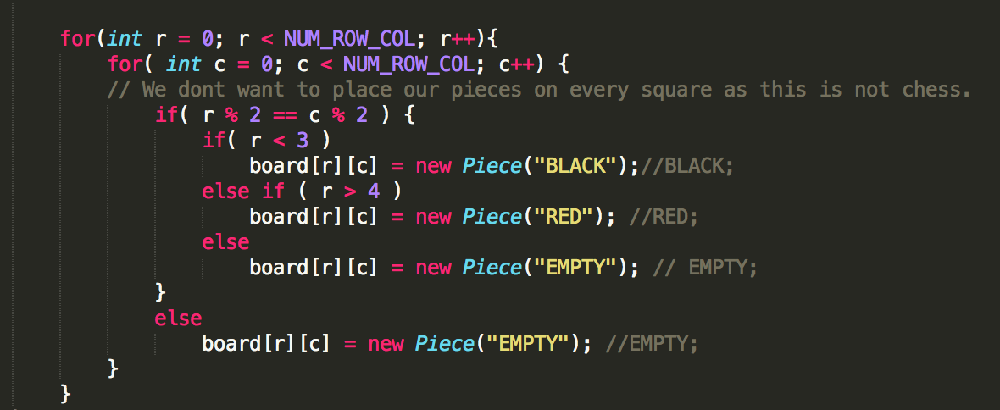 for(int r = 0; r < NUM_ROW_COL; r++){
for( int c = 0; c < NUM_ROW_COL; c++) {
// We dont want to place our pieces on every square as this is not chess.
if( r % 2 == c % 2 ) {
if( r < 3 )
board[r][c] = new Piece("BLACK");//BLACK;
else if ( r > 4 )
board[r][c] = new Piece("RED"); //RED;
else
board[r][c] = new Piece("EMPTY"); // EMPTY;
}
else
board[r][c] = new Piece("EMPTY"); //EMPTY;
}
}